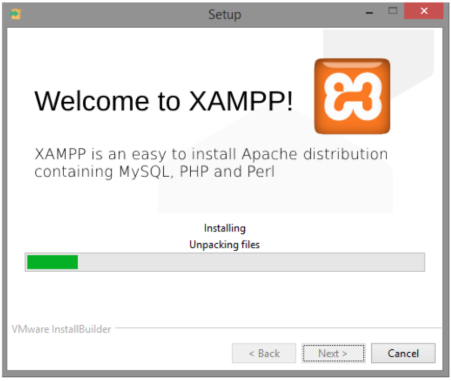 Setup
Welcome to XAMPP!
XAMPP is an easy to install Apache distribution
containing MySQL, PHP and Perl
Installing
Unpacking files
VMware InstallBuilder
< Back Next > Cancel